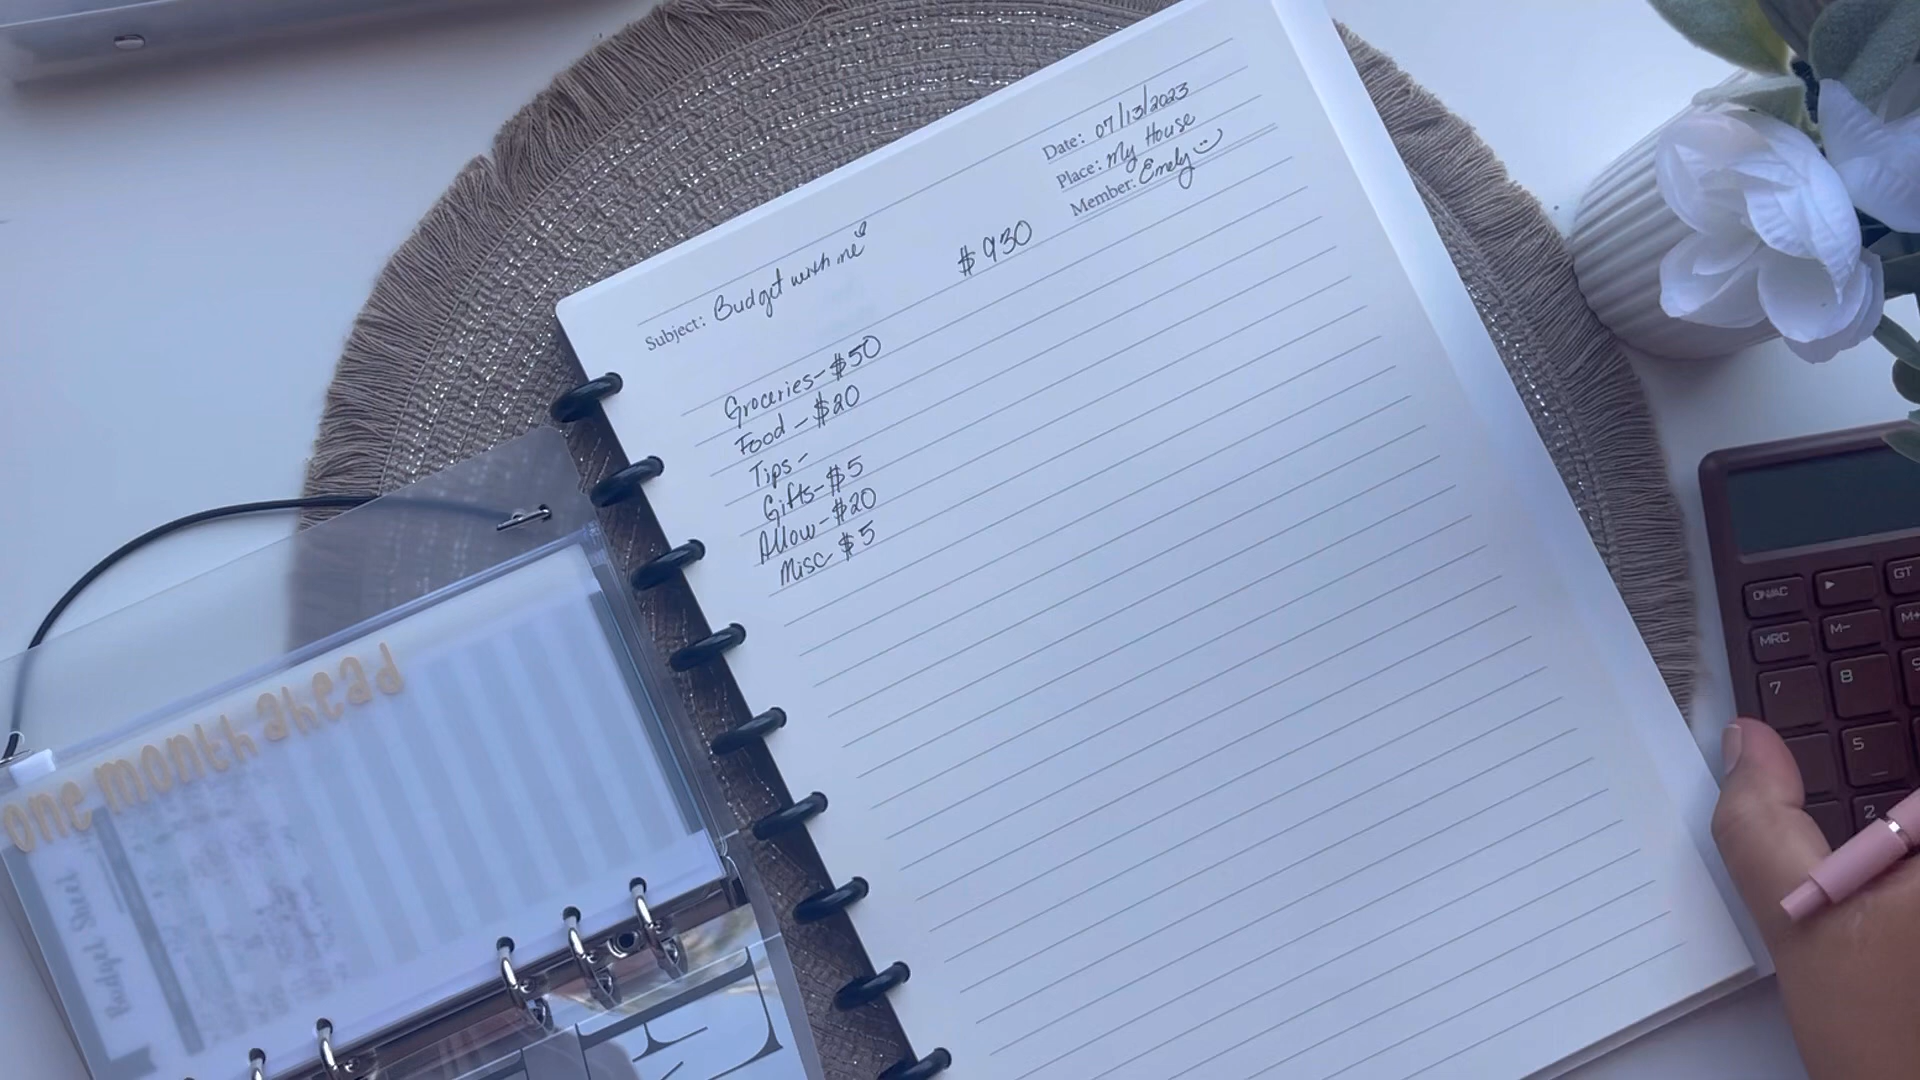 Date: 07/13/2023
Place: My House
Member: Emely
Subject: Budget with me
$930
Groceries - $50
Food - $20
Tips -
Gifts - $5
Allow - $20
Misc $5
one month ahead
Budget Sheet
ON/AC
GT
MRC
M-
M+
7
8
5
2